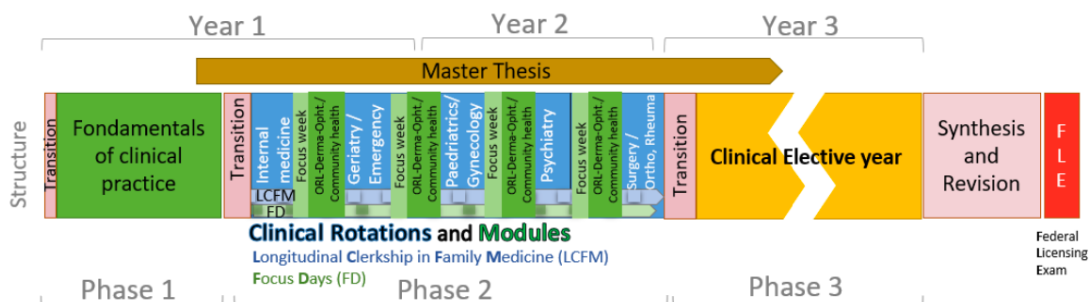 Year 1
Year 2
Year 3
Master Thesis
Structure
Transition
Fondamentals
of clinical
practice
Transition
Internal
medicine
Focus week
ORL-Derma-Opht./
Community health
Geriatry /
Emergency
Focus week
ORL-Derma-Opht./
Community health
Paedriatrics/
Gynecology
Focus week
ORL-Derma-Opht./
Community health
Psychiatry
Focus week
ORL-Derma-Opht./
Community health
Surgery /
Ortho, Rheuma
Transition
Clinical Elective year
Synthesis
and
Revision
F
L
E
LCFM
FD
Clinical Rotations and Modules
Longitudinal Clerkship in Family Medicine (LCFM)
Focus Days (FD)
Federal
Licensing
Exam
Phase 1
Phase 2
Phase 3